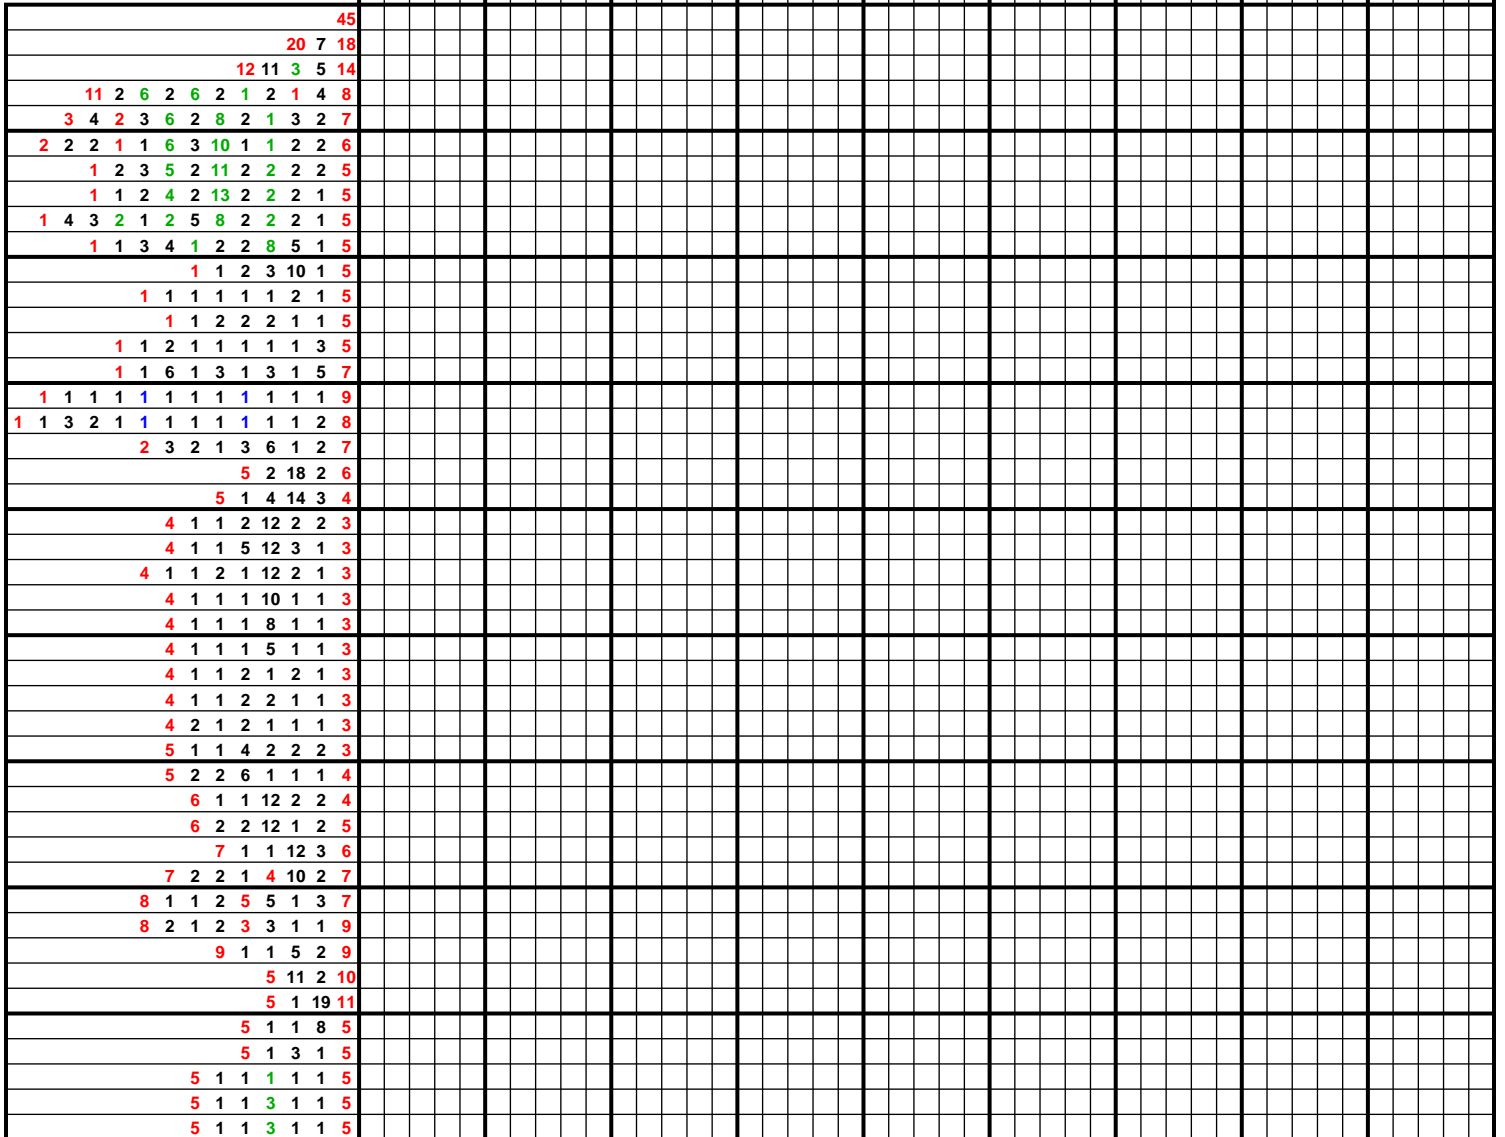 45
20 7 18
12 11 3 5 14
11 2 6 2 6 2 1 2 1 4 8
3 4 2 3 6 2 8 2 1 3 2 7
2 2 2 1 1 6 3 10 1 1 2 2 6
1 2 3 5 2 11 2 2 2 2 5
1 1 2 4 2 13 2 2 2 1 5
1 4 3 2 1 2 5 8 2 2 2 1 5
1 1 3 4 1 2 2 8 5 1 5
1 1 2 3 10 1 5
1 1 1 1 1 1 2 1 5
1 1 2 2 2 1 1 5
1 1 2 1 1 1 1 1 3 5
1 1 6 1 3 1 3 1 5 7
1 1 1 1 1 1 1 1 1 1 1 1 9
1 1 3 2 1 1 1 1 1 1 1 1 2 8
2 3 2 1 3 6 1 2 7
5 2 18 2 6
5 1 4 14 3 4
4 1 1 2 12 2 2 3
4 1 1 5 12 3 1 3
4 1 1 2 1 12 2 1 3
4 1 1 1 10 1 1 3
4 1 1 1 8 1 1 3
4 1 1 1 5 1 1 3
4 1 1 2 1 2 1 3
4 1 1 2 2 1 1 3
4 2 1 2 1 1 1 3
5 1 1 4 2 2 2 3
5 2 2 6 1 1 1 4
6 1 1 12 2 2 4
6 2 2 12 1 2 5
7 1 1 12 3 6
7 2 2 1 4 10 2 7
8 1 1 2 5 5 1 3 7
8 2 1 2 3 3 1 1 9
9 1 1 5 2 9
5 11 2 10
5 1 19 11
5 1 1 8 5
5 1 3 1 5
5 1 1 1 1 1 5
5 1 1 3 1 1 5
5 1 1 3 1 1 5